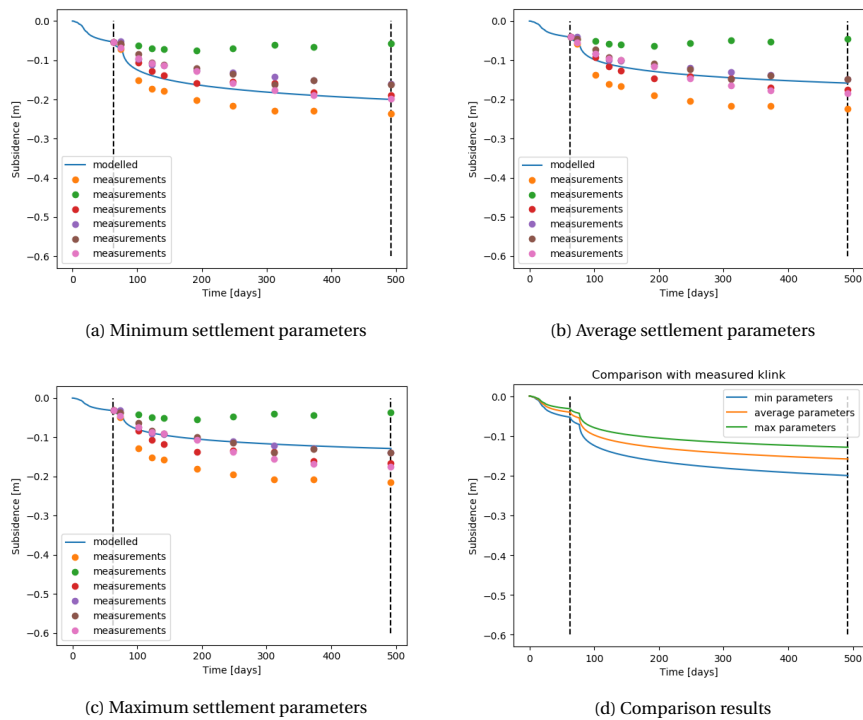 0.0
−0.1
−0.2
−0.3
−0.4
−0.5
−0.6
Subsidence [m]
modelled
measurements
measurements
measurements
measurements
measurements
measurements
0 100 200 300 400 500
Time [days]
(a) Minimum settlement parameters
0.0
−0.1
−0.2
−0.3
−0.4
−0.5
−0.6
Subsidence [m]
modelled
measurements
measurements
measurements
measurements
measurements
measurements
0 100 200 300 400 500
Time [days]
(b) Average settlement parameters
0.0
−0.1
−0.2
−0.3
−0.4
−0.5
−0.6
Subsidence [m]
modelled
measurements
measurements
measurements
measurements
measurements
measurements
0 100 200 300 400 500
Time [days]
(c) Maximum settlement parameters
Comparison with measured klink
0.0
−0.1
−0.2
−0.3
−0.4
−0.5
−0.6
Subsidence [m]
min parameters
average parameters
max parameters
0 100 200 300 400 500
Time [days]
(d) Comparison results